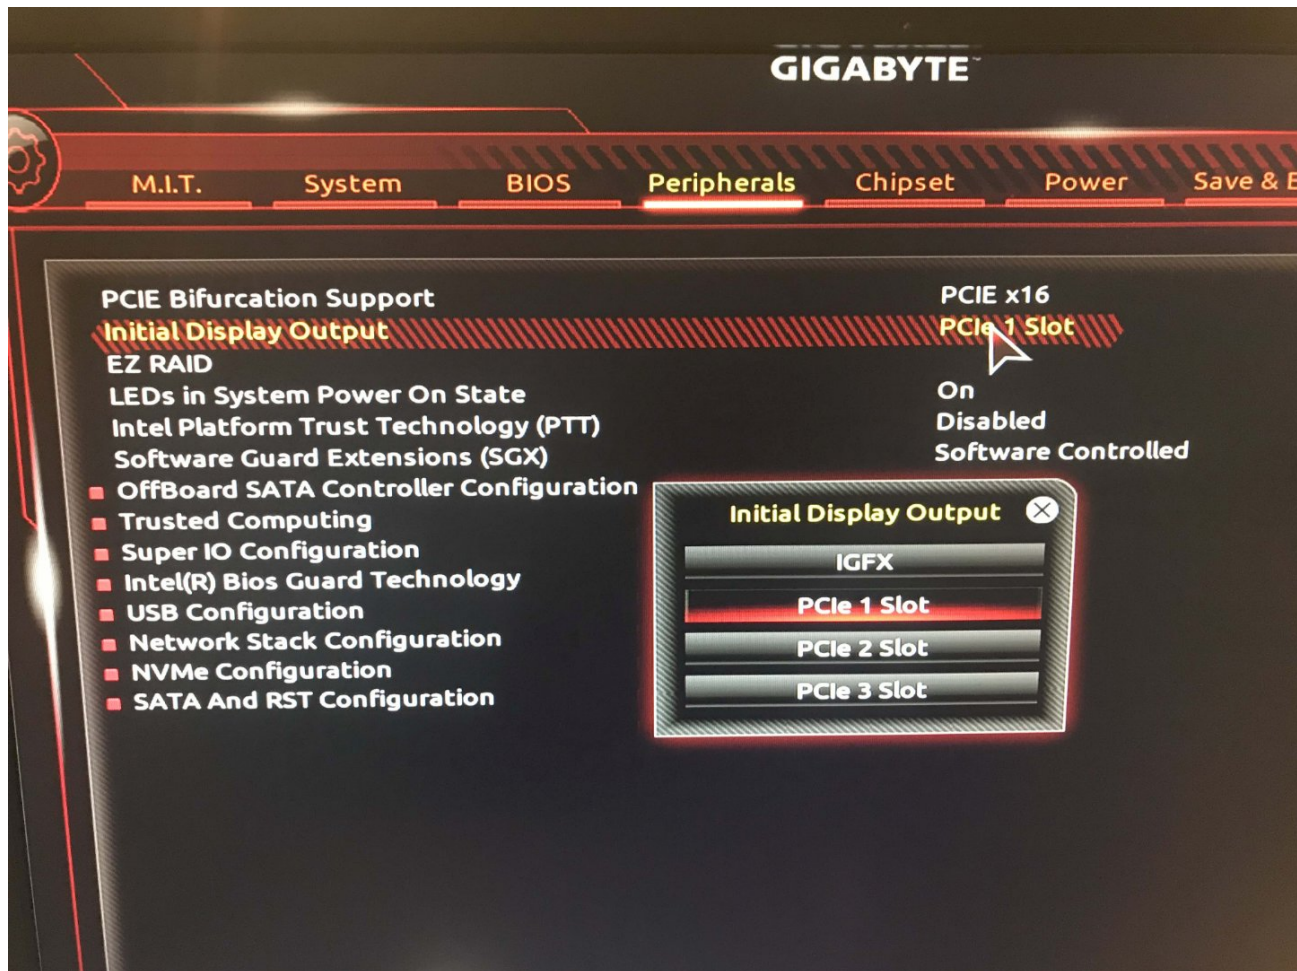 GIGABYTE™
M.I.T. System BIOS Peripherals Chipset Power Save &
PCIE Bifurcation Support PCIE x16
Initial Display Output PCIe 1 Slot
EZ RAID
LEDs in System Power On State On
Intel Platform Trust Technology (PTT) Disabled
Software Guard Extensions (SGX) Software Controlled
OffBoard SATA Controller Configuration
Trusted Computing
Super IO Configuration
Intel(R) Bios Guard Technology
USB Configuration
Network Stack Configuration
NVMe Configuration
SATA And RST Configuration
Initial Display Output
IGFX
PCIe 1 Slot
PCIe 2 Slot
PCIe 3 Slot